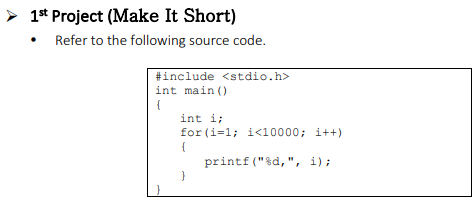 ➢ 1st Project (Make It Short)
• Refer to the following source code.
#include <stdio.h>
int main()
{
int i;
for(i=1; i<10000; i++)
{
printf("%d,", i);
}
}